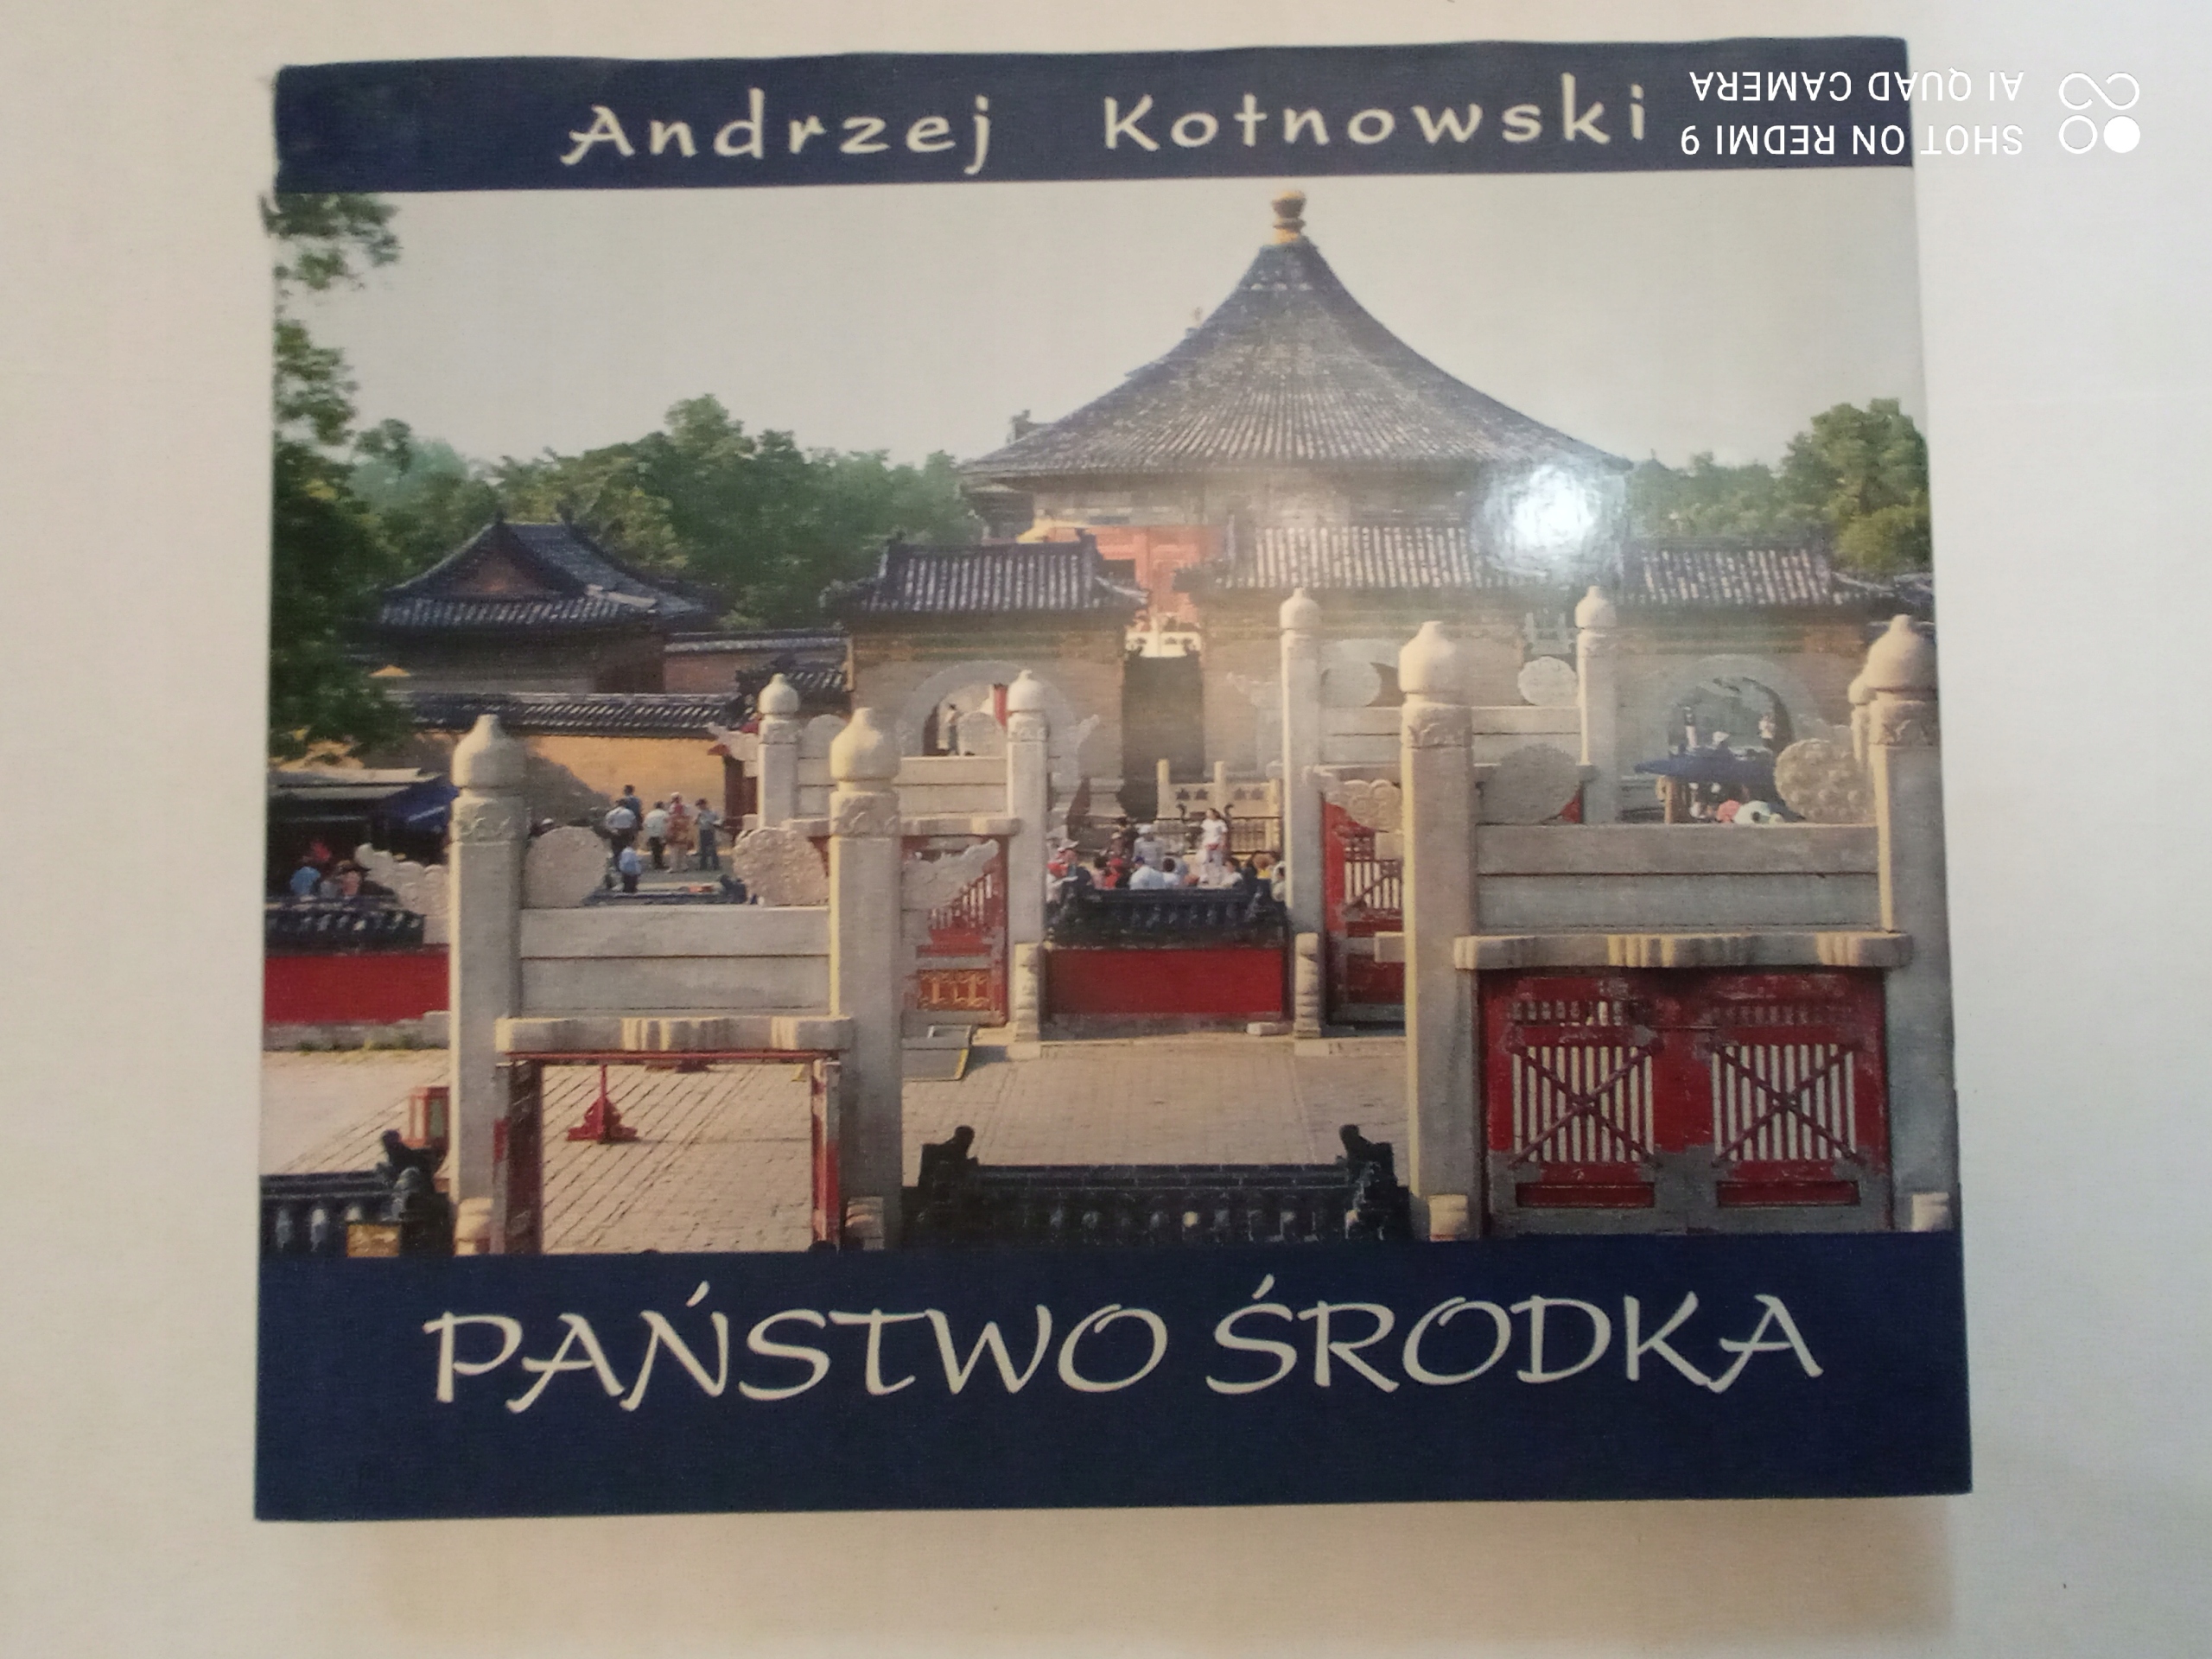 Andrzej Kotnowski
PAŃSTWO ŚRODKA
SHOT ON REDMI 9
AI QUAD CAMERA